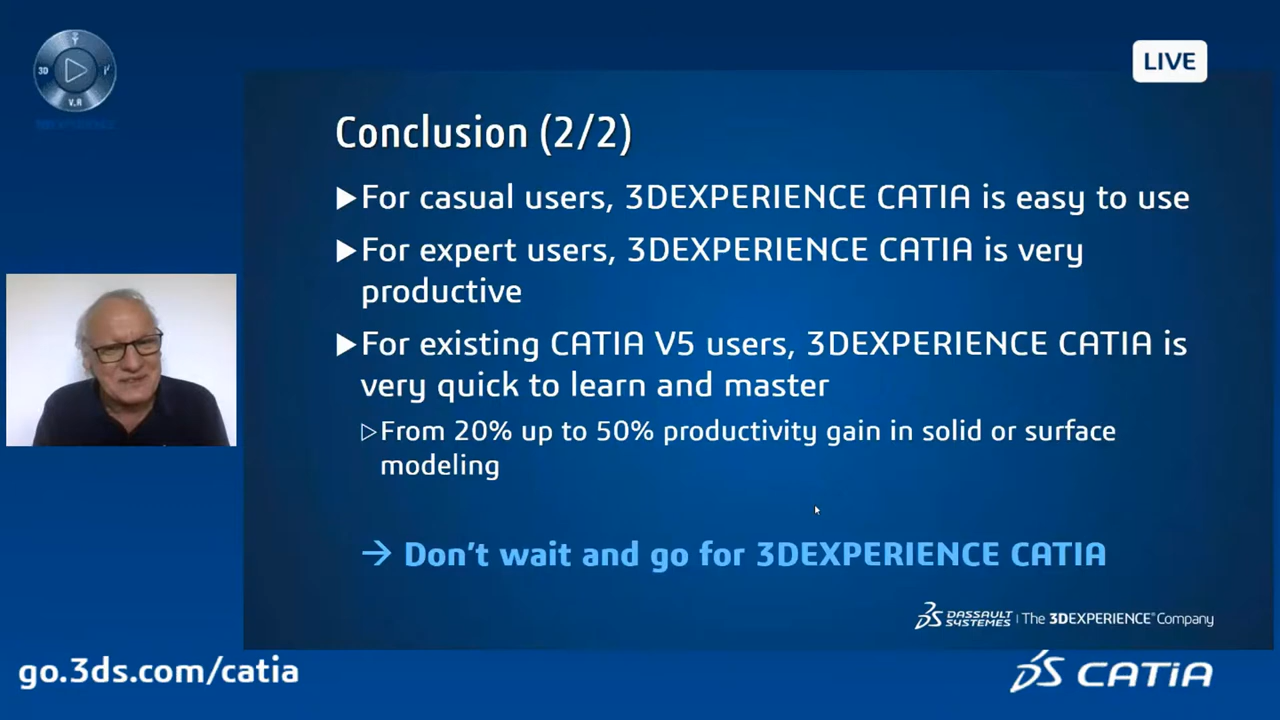 LIVE
3D
V.R
Conclusion (2/2)
For casual users, 3DEXPERIENCE CATIA is easy to use
For expert users, 3DEXPERIENCE CATIA is very
productive
For existing CATIA V5 users, 3DEXPERIENCE CATIA is
very quick to learn and master
From 20% up to 50% productivity gain in solid or surface
modeling
→ Don't wait and go for 3DEXPERIENCE CATIA
DASSAULT SYSTEMES | The 3DEXPERIENCE® Company
go.3ds.com/catia
CATIA